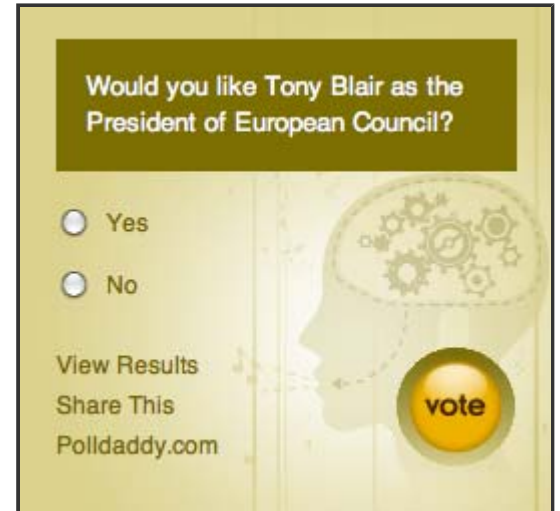 Would you like Tony Blair as the
President of European Council?
Yes
No
View Results
Share This
Polldaddy.com
vote